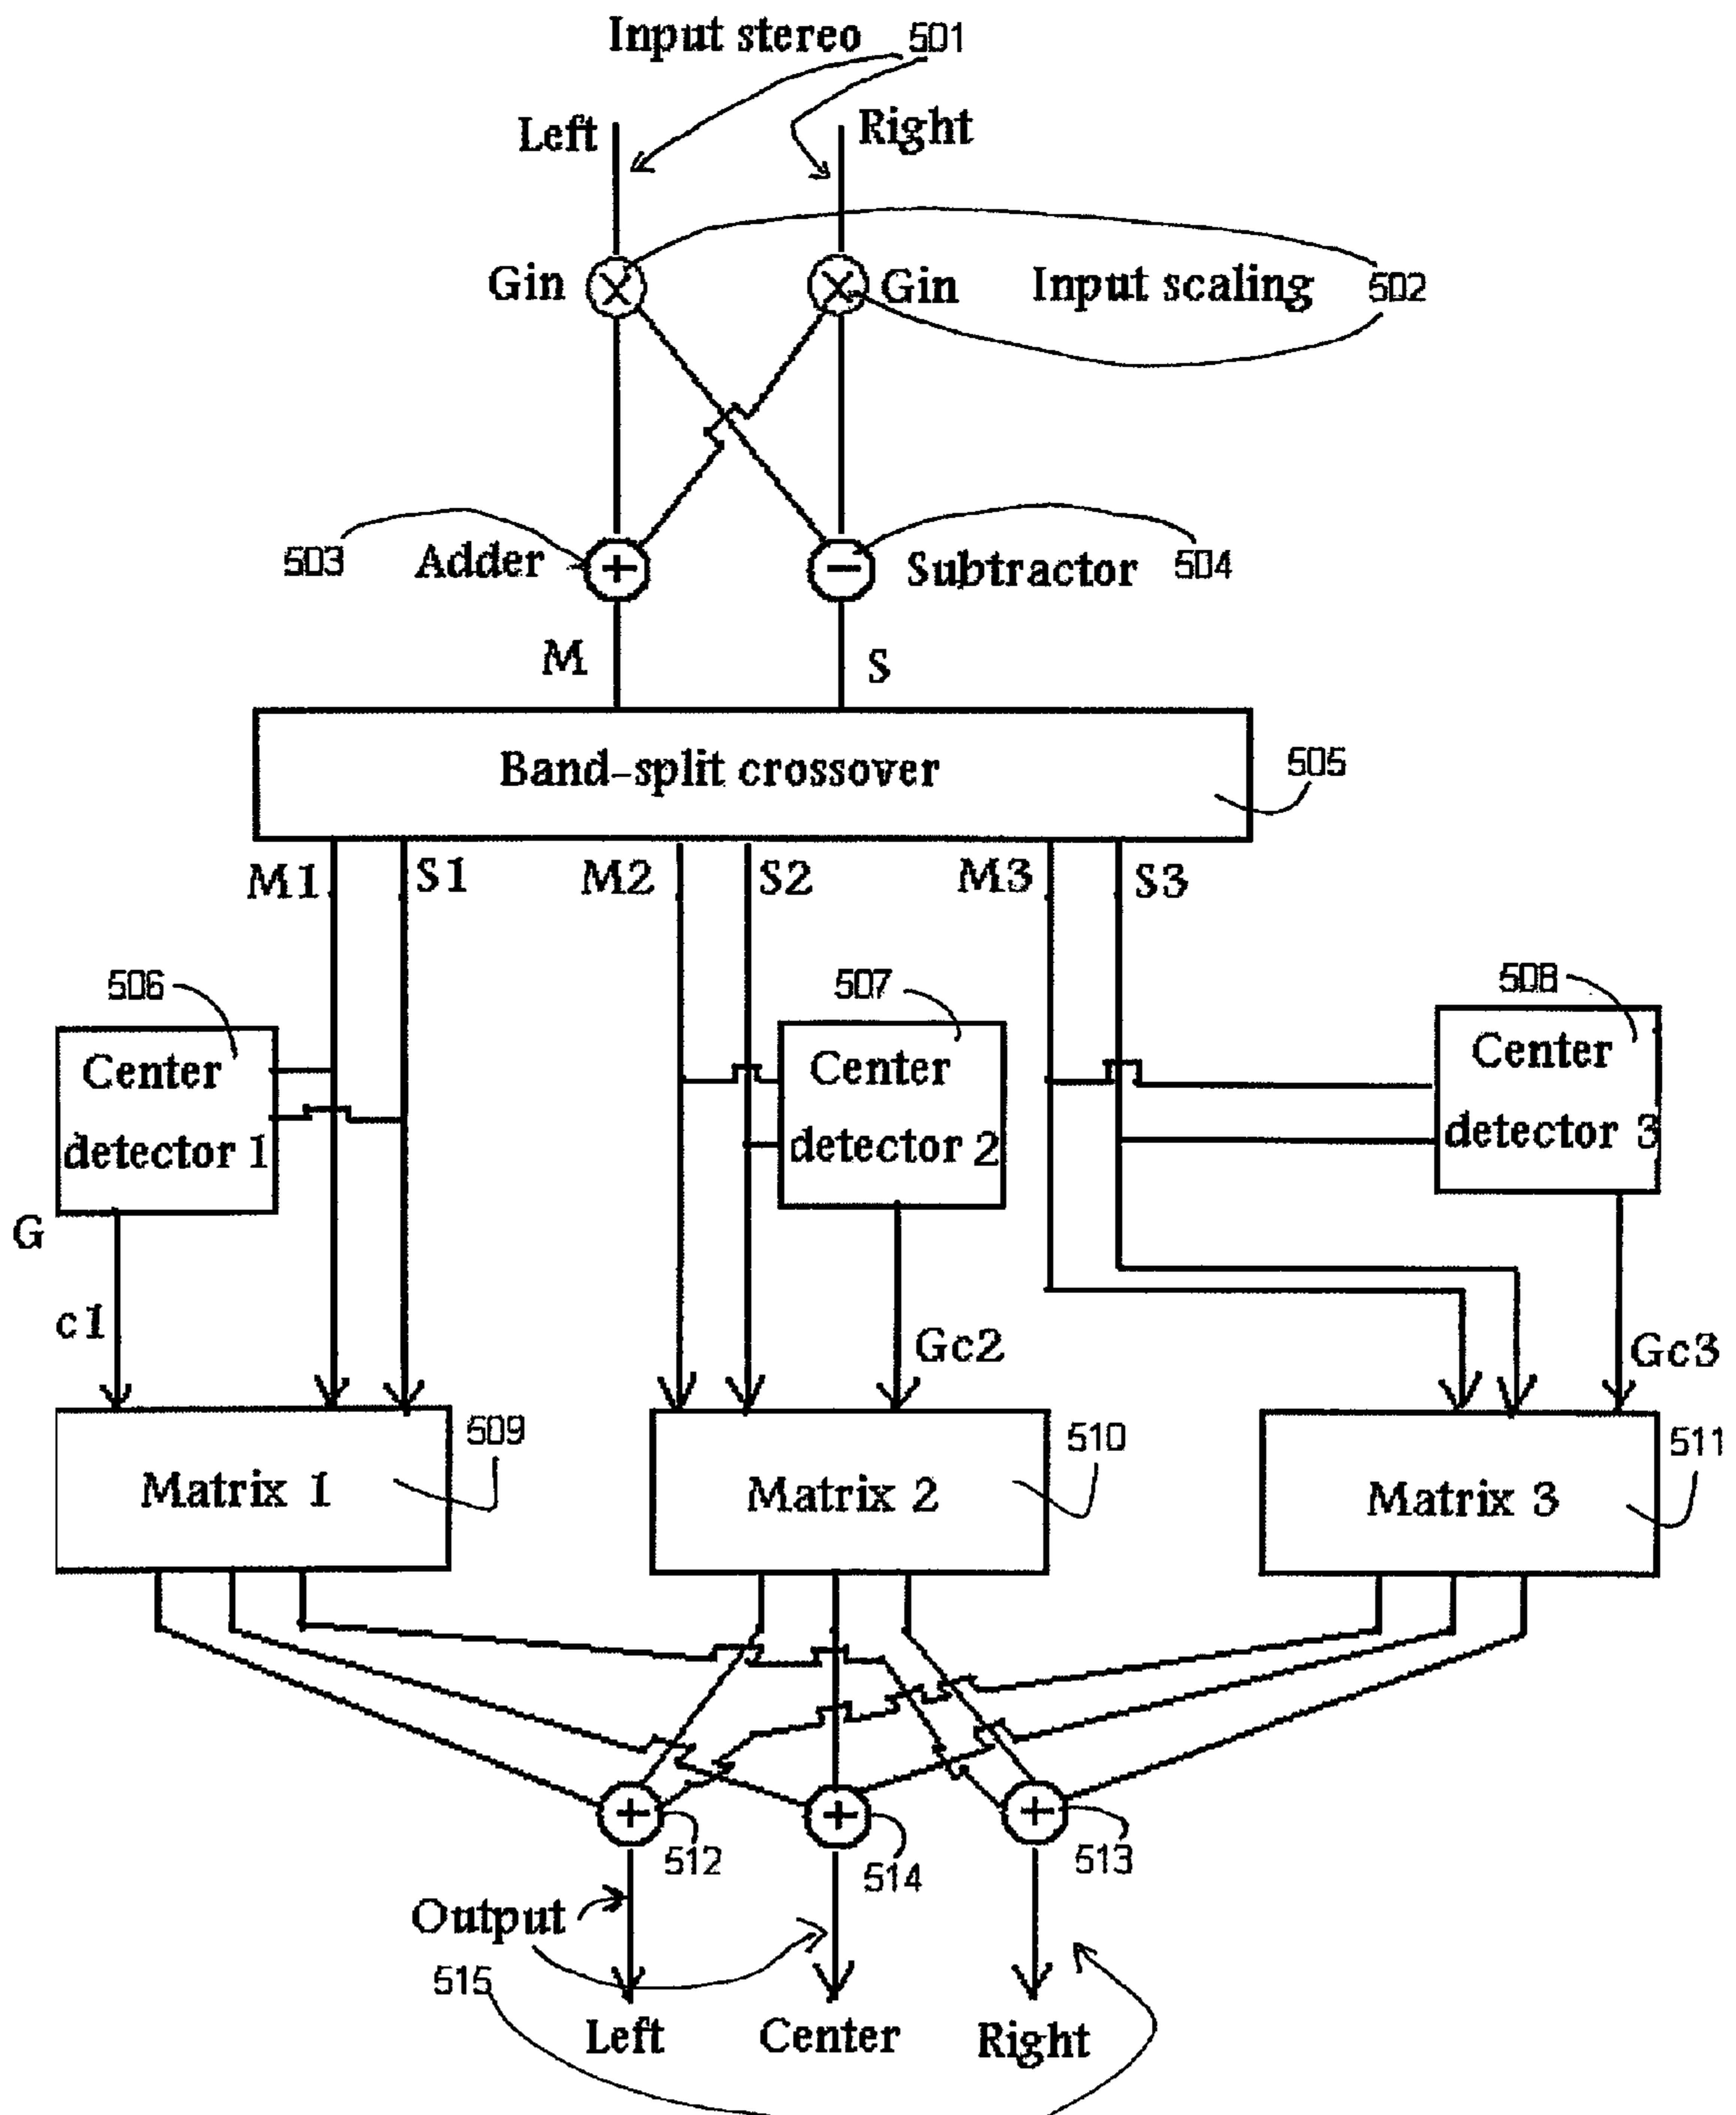 Input stereo 501
Left Right
Gin Gin Input scaling 502
503 Adder + − Subtractor 504
M S
Band-split crossover 505
M1 S1 M2 S2 M3 S3
506 507 508
Center
detector 1
Center
detector 2
Center
detector 3
G
c1 Gc2 Gc3
509 510 511
Matrix 1 Matrix 2 Matrix 3
+ + +
512 514 513
Output
515
Left Center Right